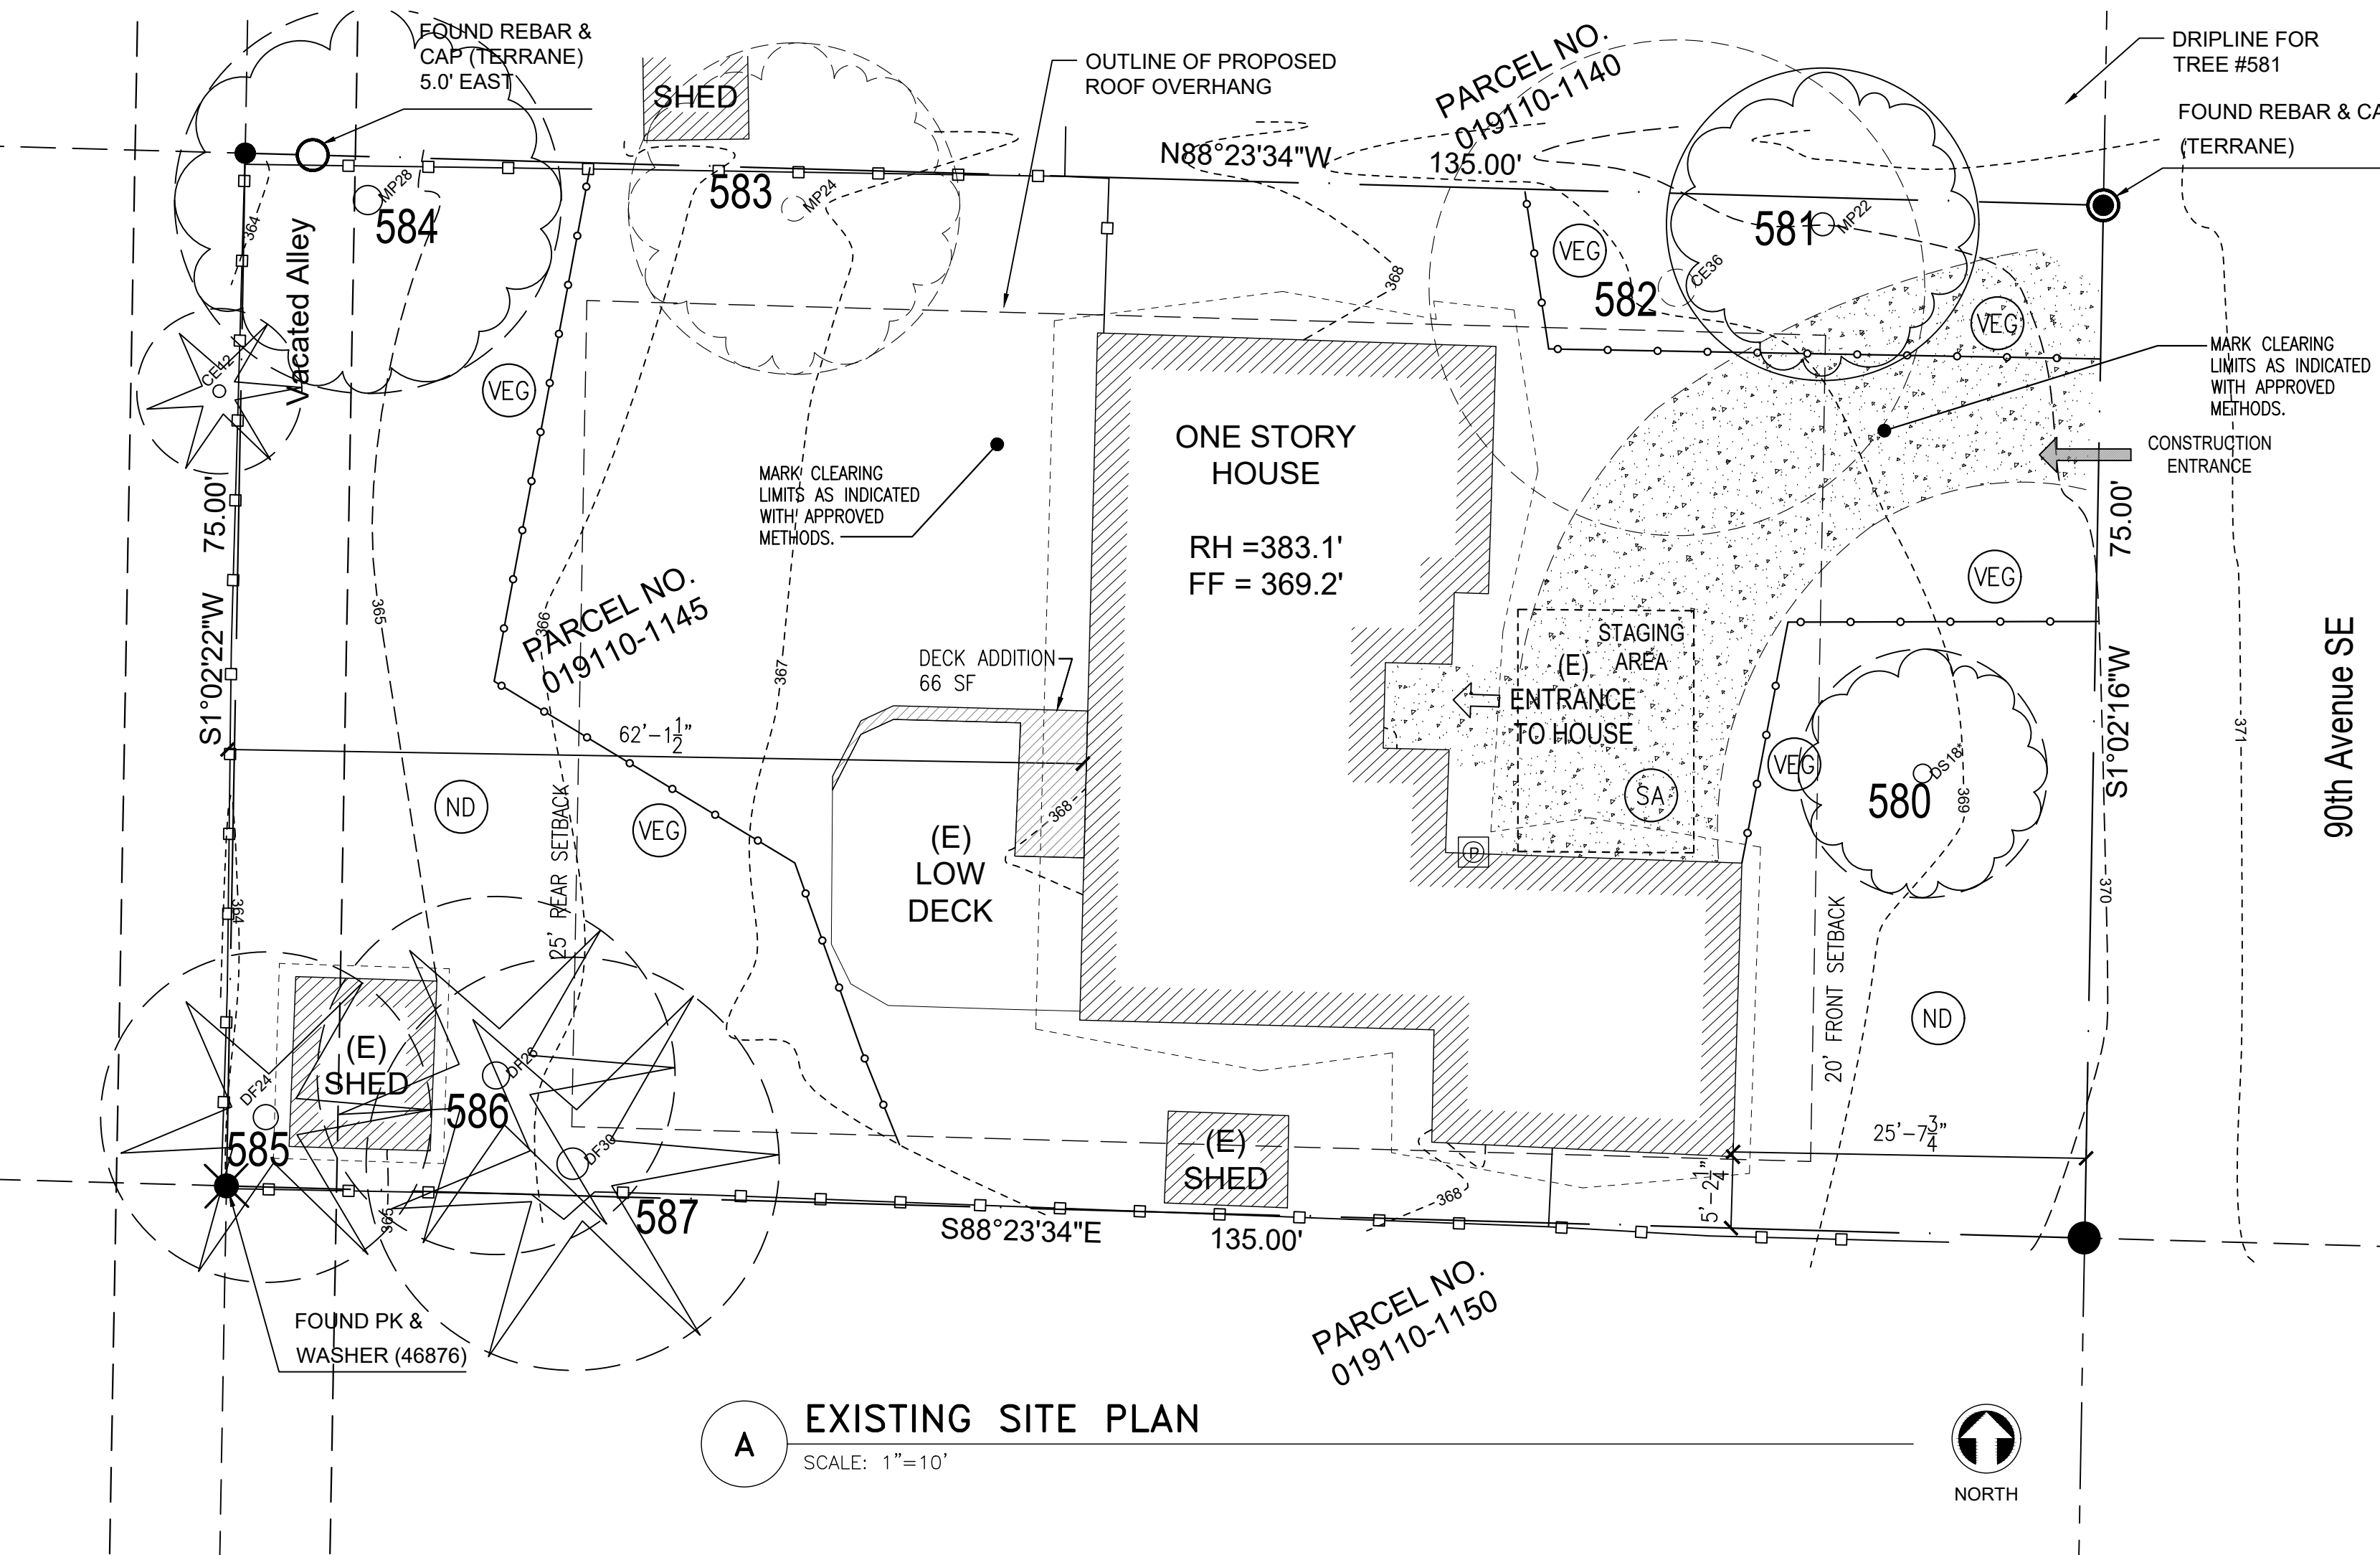 FOUND REBAR &
CAP (TERRANE)
5.0' EAST
SHED
OUTLINE OF PROPOSED
ROOF OVERHANG
PARCEL NO.
019110-1140
DRIPLINE FOR
TREE #581
FOUND REBAR & CA
(TERRANE)
N88°23'34"W
135.00'
MP28
584
583
MP24
581
MP22
582
CE36
VEG
VEG
364
Vacated Alley
CE42
VEG
368
MARK CLEARING
LIMITS AS INDICATED
WITH APPROVED
METHODS.
CONSTRUCTION
ENTRANCE
ONE STORY
HOUSE
RH =383.1'
FF = 369.2'
MARK CLEARING
LIMITS AS INDICATED
WITH APPROVED
METHODS.
75.00'
S1°02'22"W
75.00'
S1°02'16"W
90th Avenue SE
PARCEL NO.
019110-1145
365
366
367
VEG
DECK ADDITION
66 SF
STAGING
AREA
(E)
ENTRANCE
TO HOUSE
62'-1½"
ND
VEG
368
SA
P
VEG
DS18
580
369
371
370
(E)
LOW
DECK
25' REAR SETBACK
20' FRONT SETBACK
ND
364
(E)
SHED
DF24
585
DF26
586
DF30
587
365
(E)
SHED
368
5'-2¼"
25'-7¾"
S88°23'34"E
135.00'
PARCEL NO.
019110-1150
FOUND PK &
WASHER (46876)
A
EXISTING SITE PLAN
SCALE: 1"=10'
NORTH